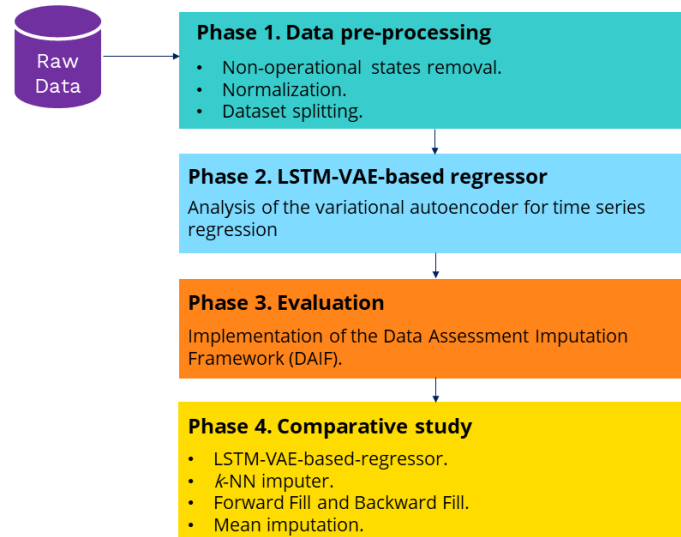 Raw
Data
Phase 1. Data pre-processing
• Non-operational states removal.
• Normalization.
• Dataset splitting.
Phase 2. LSTM-VAE-based regressor
Analysis of the variational autoencoder for time series
regression
Phase 3. Evaluation
Implementation of the Data Assessment Imputation
Framework (DAIF).
Phase 4. Comparative study
• LSTM-VAE-based-regressor.
• k-NN imputer.
• Forward Fill and Backward Fill.
• Mean imputation.